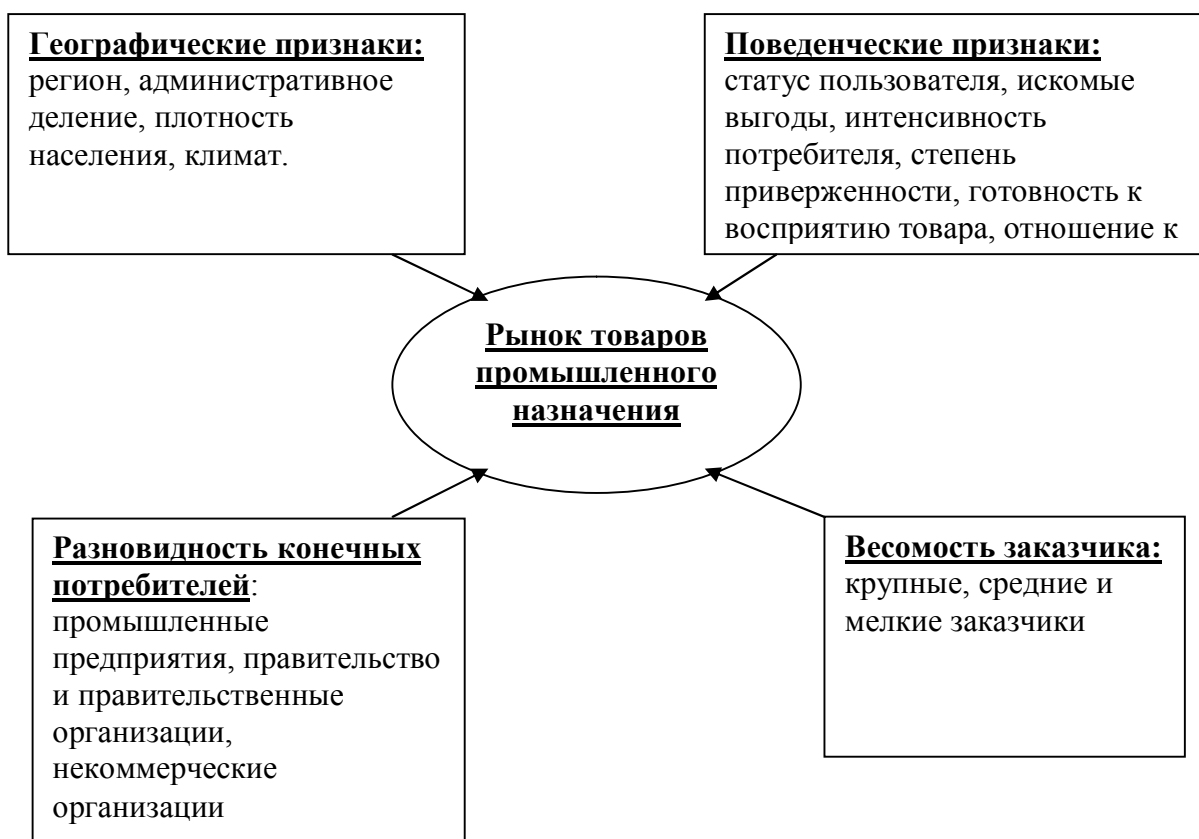 Географические признаки:
регион, административное
деление, плотность
населения, климат.
Поведенческие признаки:
статус пользователя, искомые
выгоды, интенсивность
потребителя, степень
приверженности, готовность к
восприятию товара, отношение к
Рынок товаров
промышленного
назначения
Разновидность конечных
потребителей:
промышленные
предприятия, правительство
и правительственные
организации,
некоммерческие
организации
Весомость заказчика:
крупные, средние и
мелкие заказчики